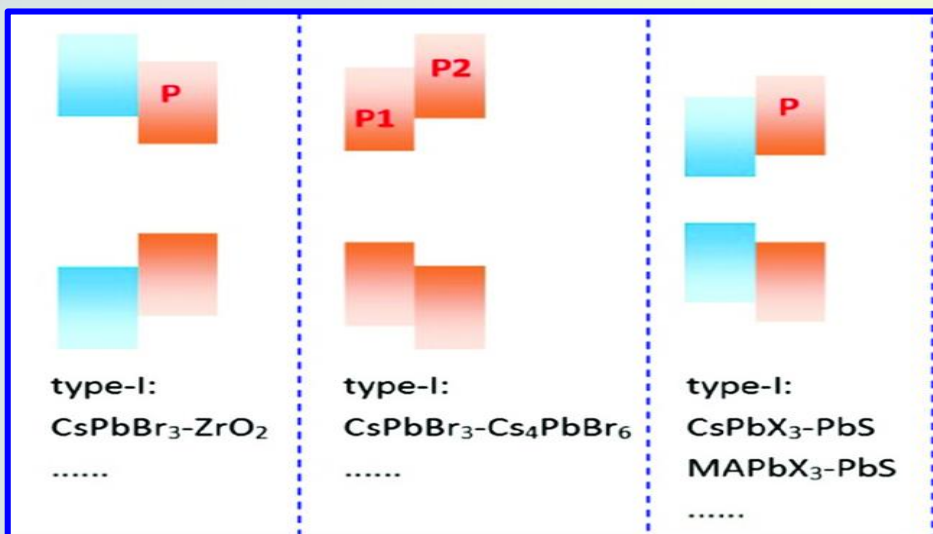 P
P1
P2
P
type-I:
CsPbBr₃-ZrO₂
......
type-I:
CsPbBr₃-Cs₄PbBr₆
......
type-I:
CsPbX₃-PbS
MAPbX₃-PbS
......